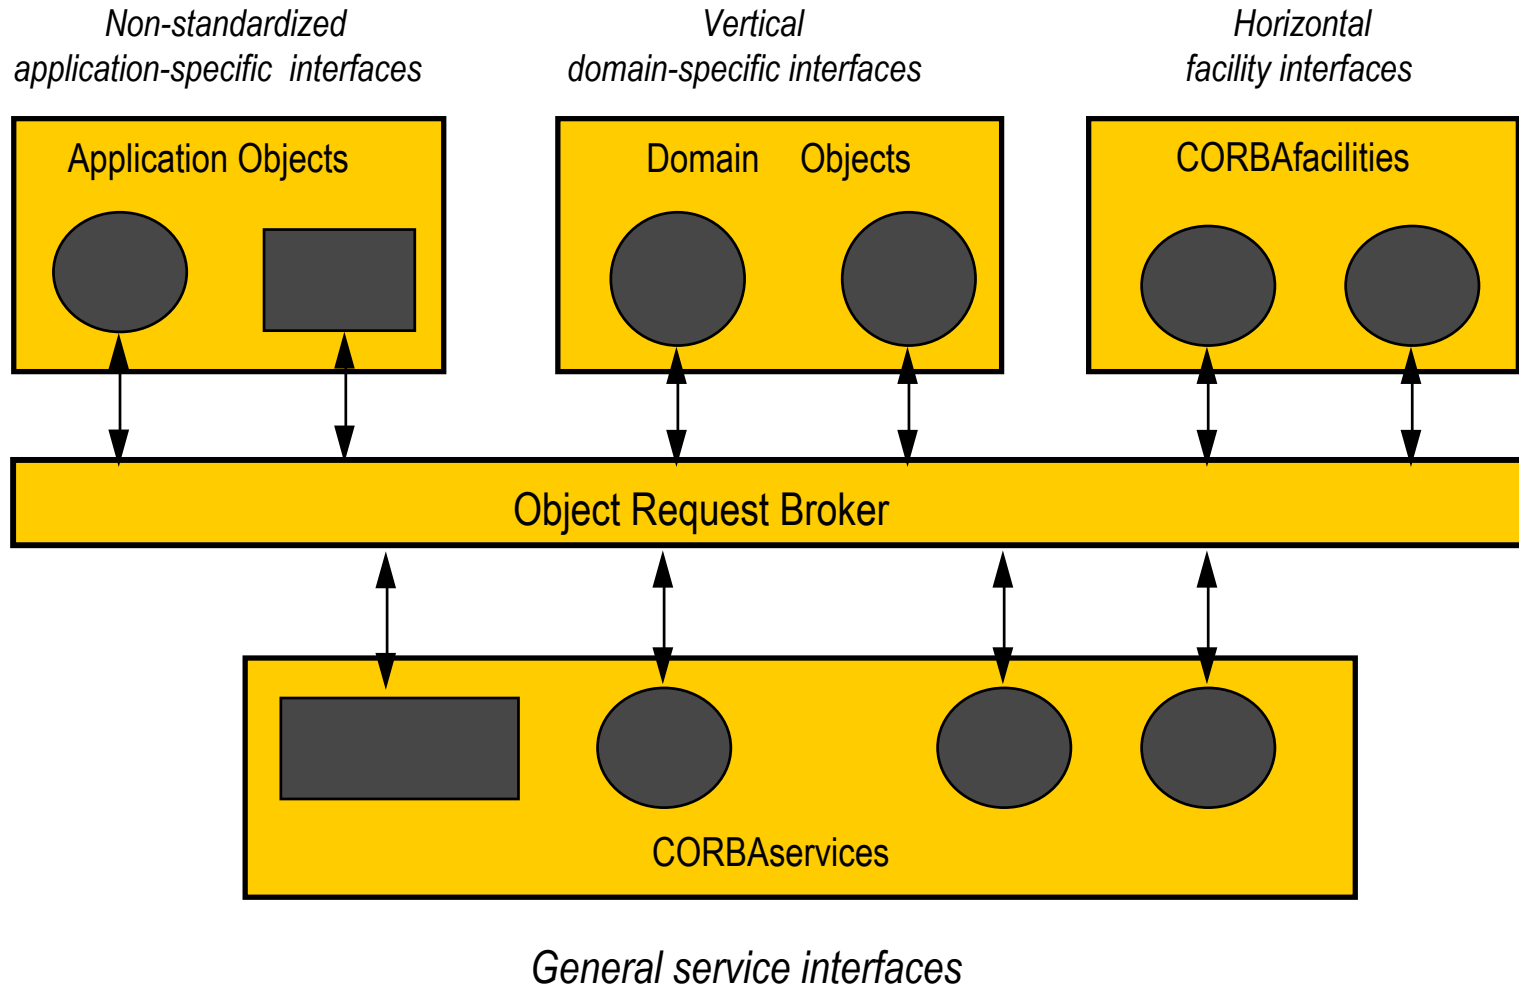 Non-standardized
application-specific interfaces
Vertical
domain-specific interfaces
Horizontal
facility interfaces
Application Objects
Domain Objects
CORBAfacilities
Object Request Broker
CORBAservices
General service interfaces